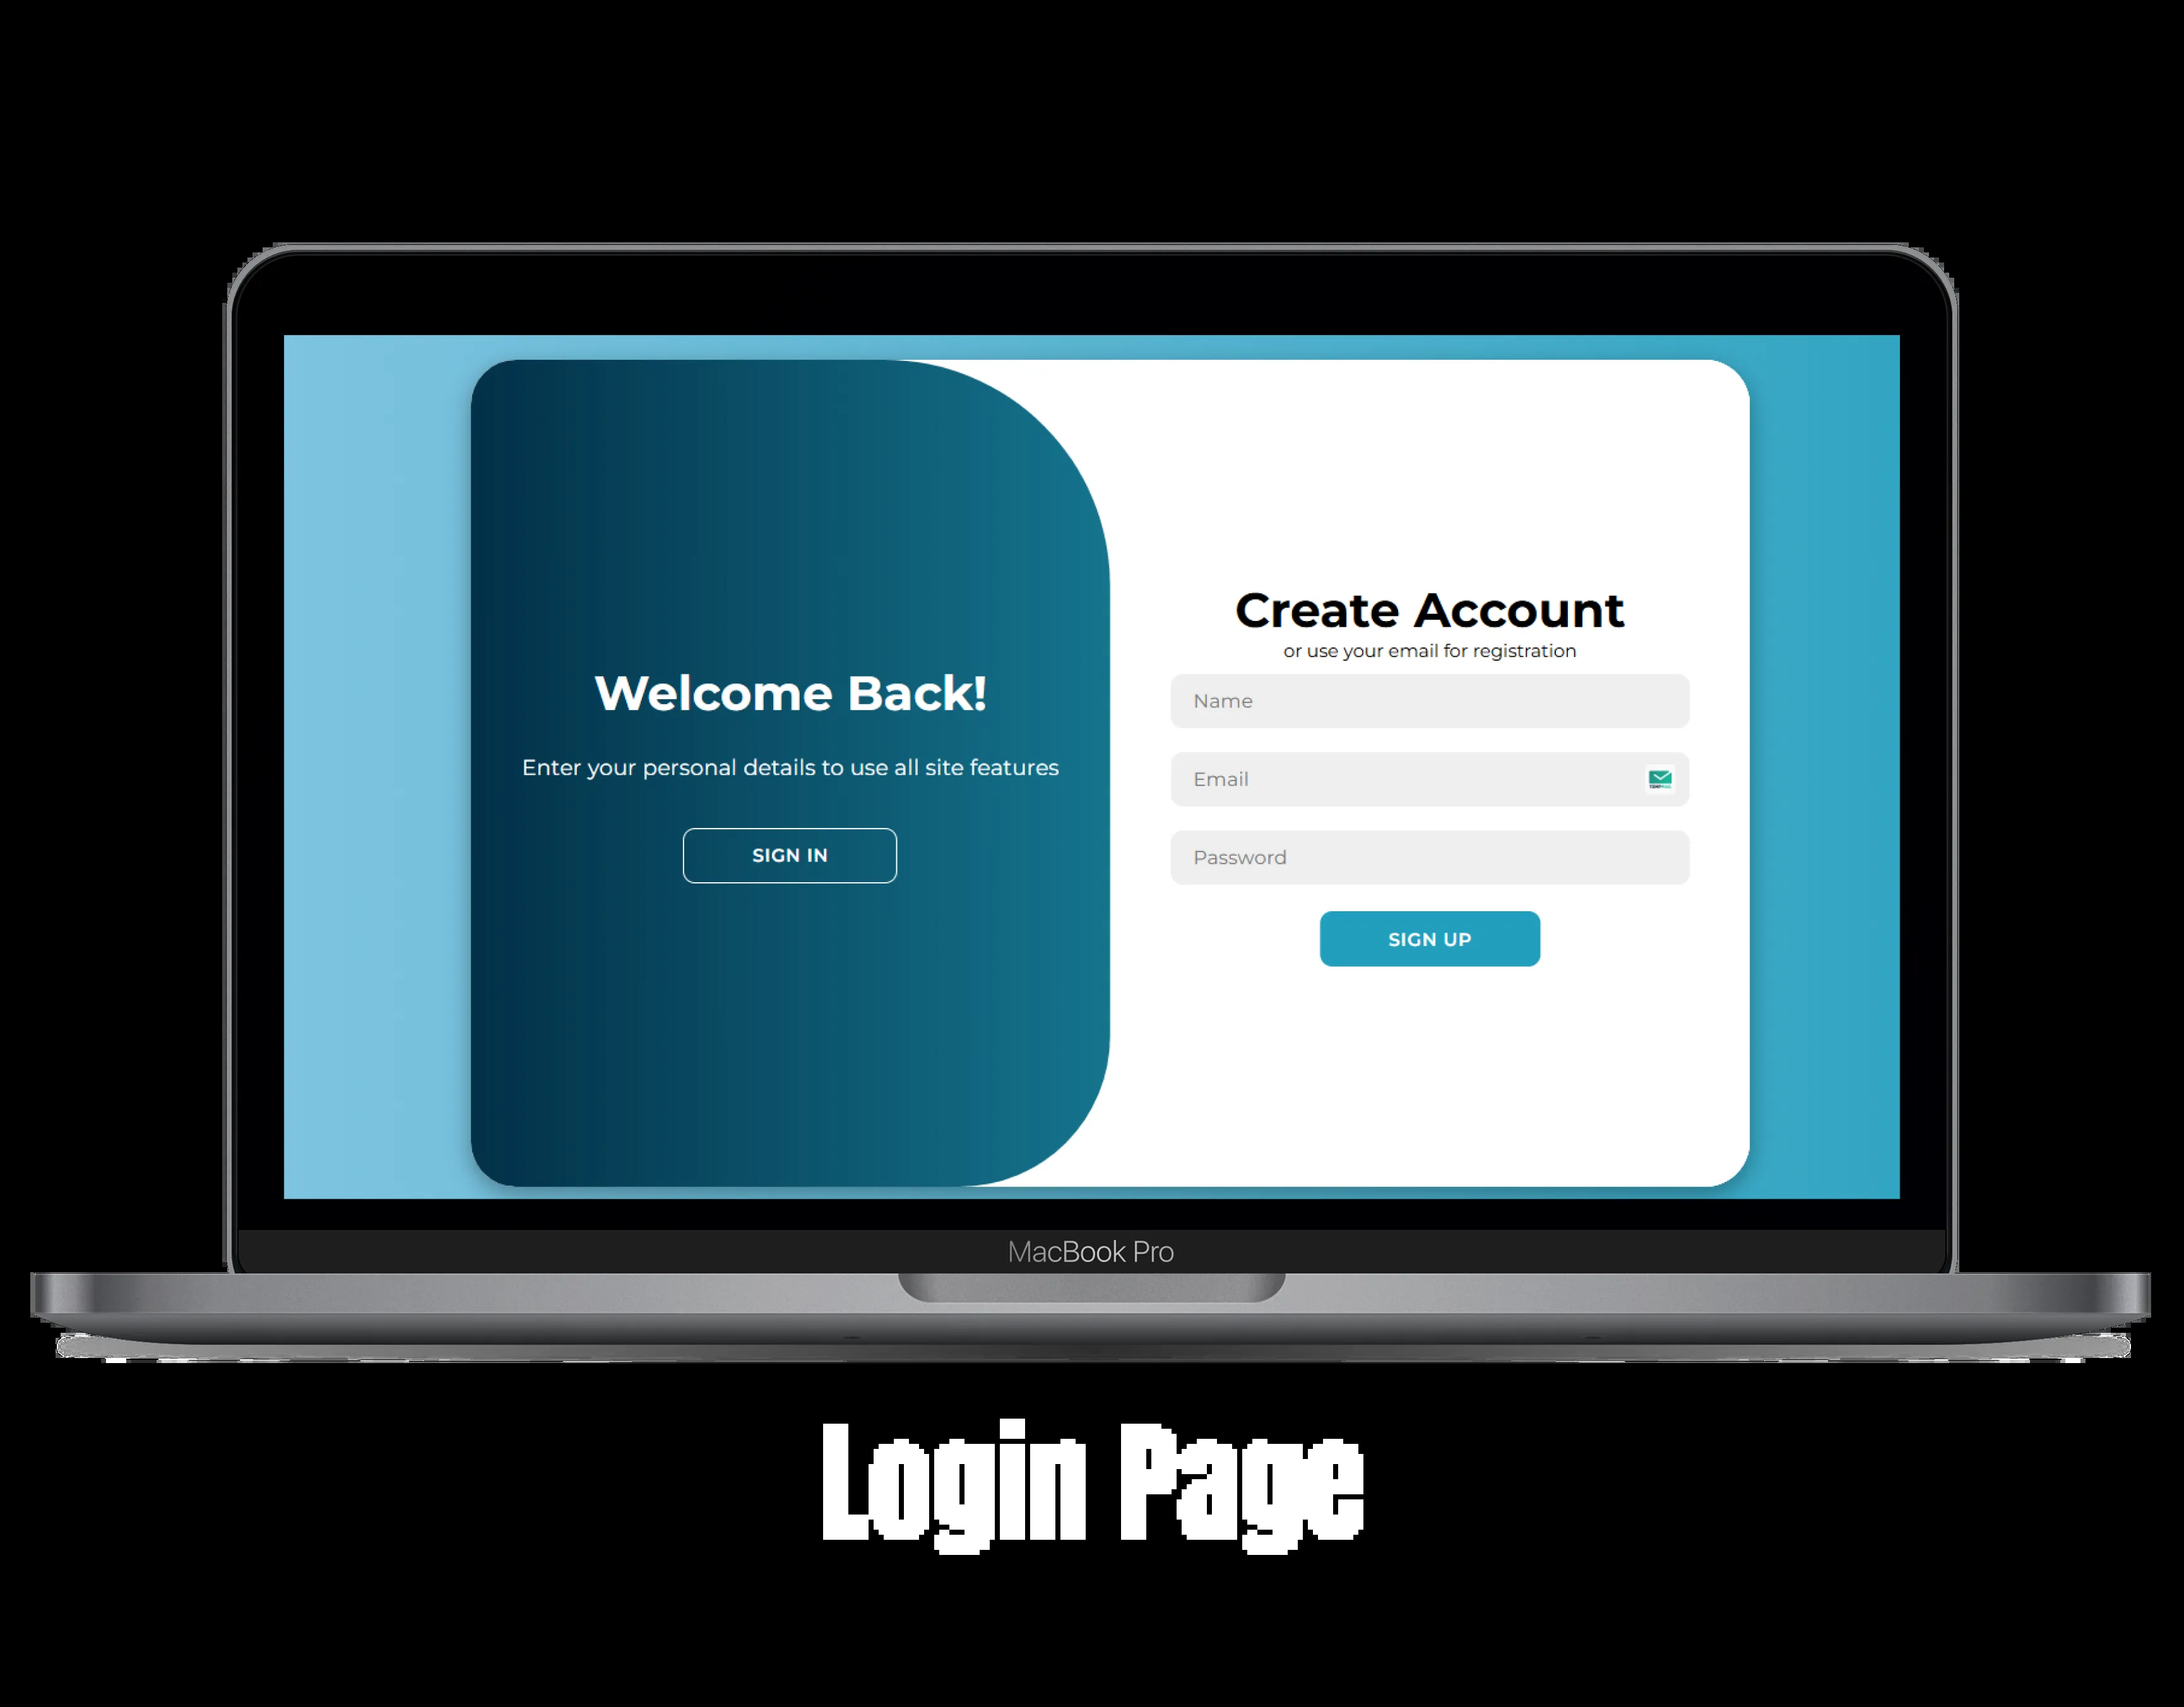 Welcome Back!
Enter your personal details to use all site features
SIGN IN
Create Account
or use your email for registration
Name
Email
Password
SIGN UP
MacBook Pro
Login Page